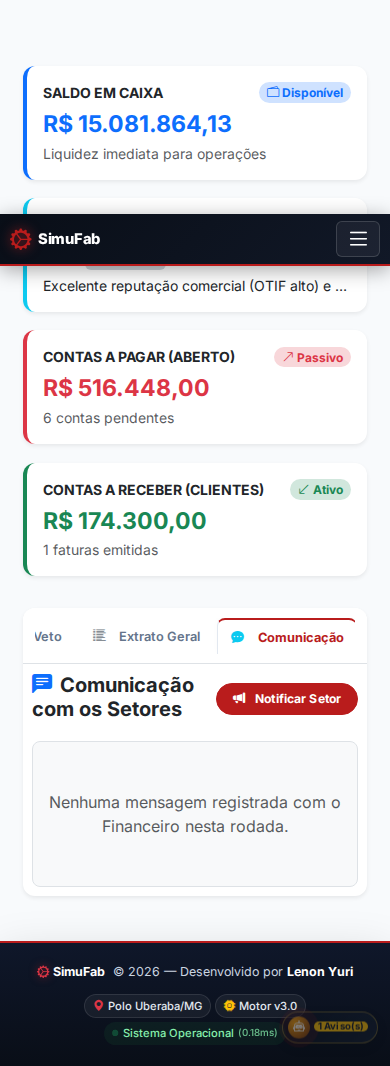 SALDO EM CAIXA
Disponível
R$ 15.081.864,13
Liquidez imediata para operações
SimuFab
Excelente reputação comercial (OTIF alto) e ...
CONTAS A PAGAR (ABERTO)
Passivo
R$ 516.448,00
6 contas pendentes
CONTAS A RECEBER (CLIENTES)
Ativo
R$ 174.300,00
1 faturas emitidas
Veto
Extrato Geral
Comunicação
Comunicação
com os Setores
Notificar Setor
Nenhuma mensagem registrada com o
Financeiro nesta rodada.
SimuFab © 2026 — Desenvolvido por Lenon Yuri
Polo Uberaba/MG
Motor v3.0
Sistema Operacional (0.18ms)
1 Aviso(s)